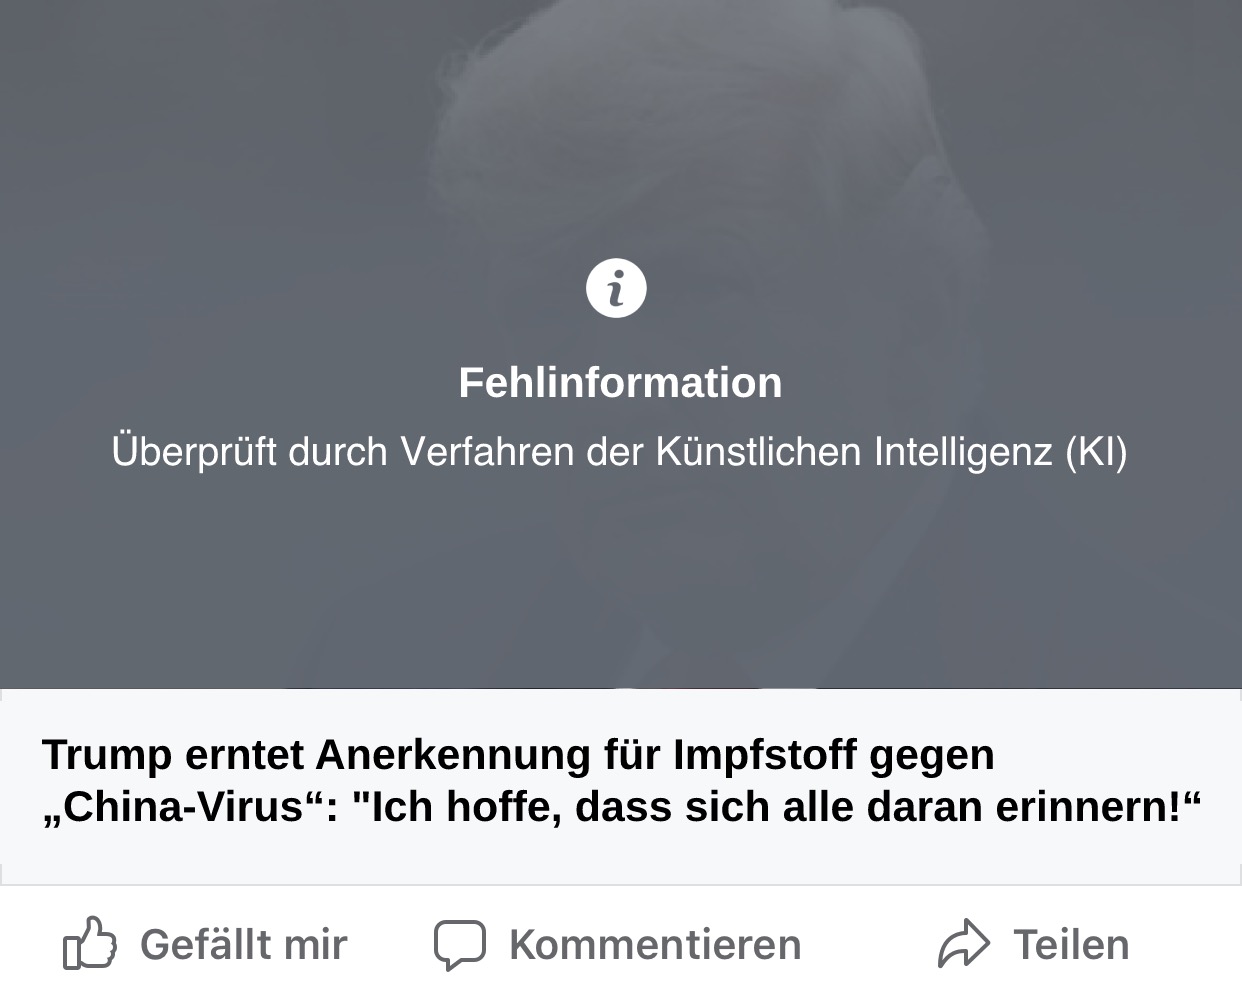 Fehlinformation
Überprüft durch Verfahren der Künstlichen Intelligenz (KI)
Trump erntet Anerkennung für Impfstoff gegen
„China-Virus“: "Ich hoffe, dass sich alle daran erinnern!“
Gefällt mir Kommentieren Teilen